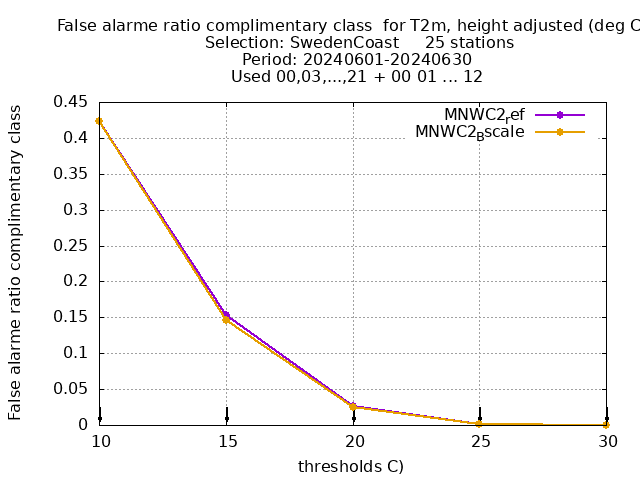 False alarme ratio complimentary class for T2m, height adjusted (deg C
Selection: SwedenCoast 25 stations
Period: 20240601-20240630
Used 00,03,...,21 + 00 01 ... 12
MNWC2ref
MNWC2Bscale
False alarme ratio complimentary class
0.45
0.4
0.35
0.3
0.25
0.2
0.15
0.1
0.05
0
10 15 20 25 30
thresholds C)